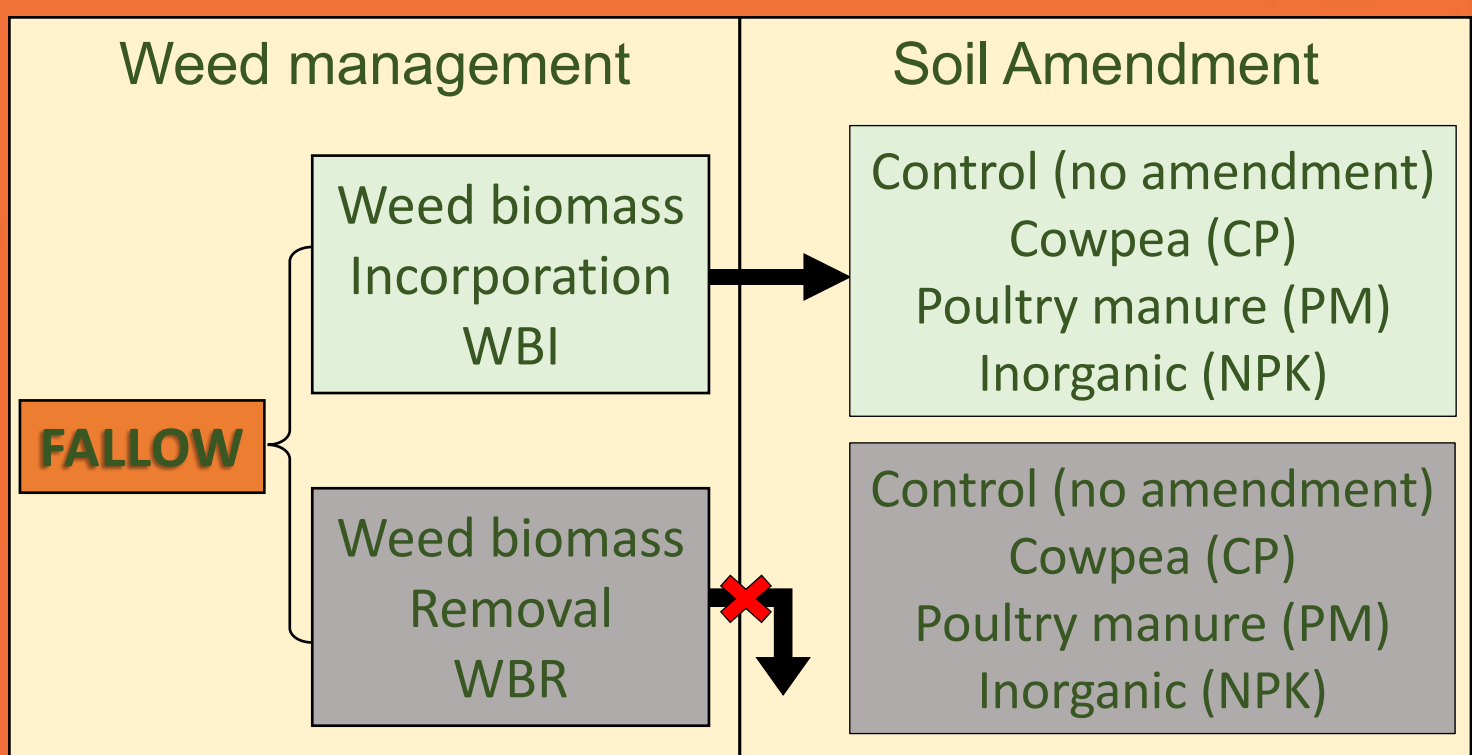 Weed management
Soil Amendment
FALLOW
Weed biomass
Incorporation
WBI
Control (no amendment)
Cowpea (CP)
Poultry manure (PM)
Inorganic (NPK)
Weed biomass
Removal
WBR
Control (no amendment)
Cowpea (CP)
Poultry manure (PM)
Inorganic (NPK)